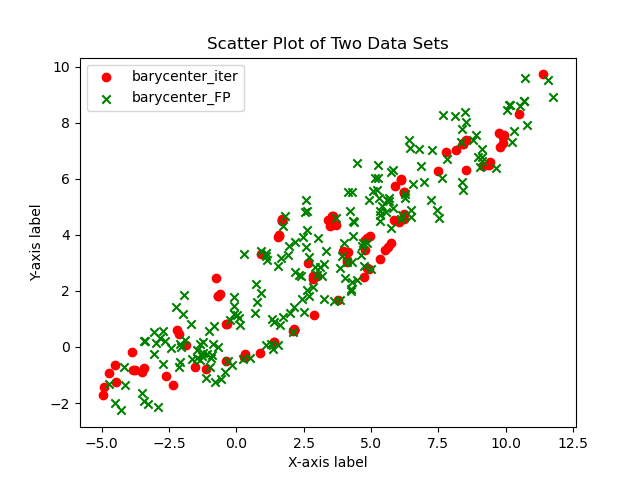 Scatter Plot of Two Data Sets
barycenter_iter
barycenter_FP
Y-axis label
10
8
6
4
2
0
−2
−5.0 −2.5 0.0 2.5 5.0 7.5 10.0 12.5
X-axis label